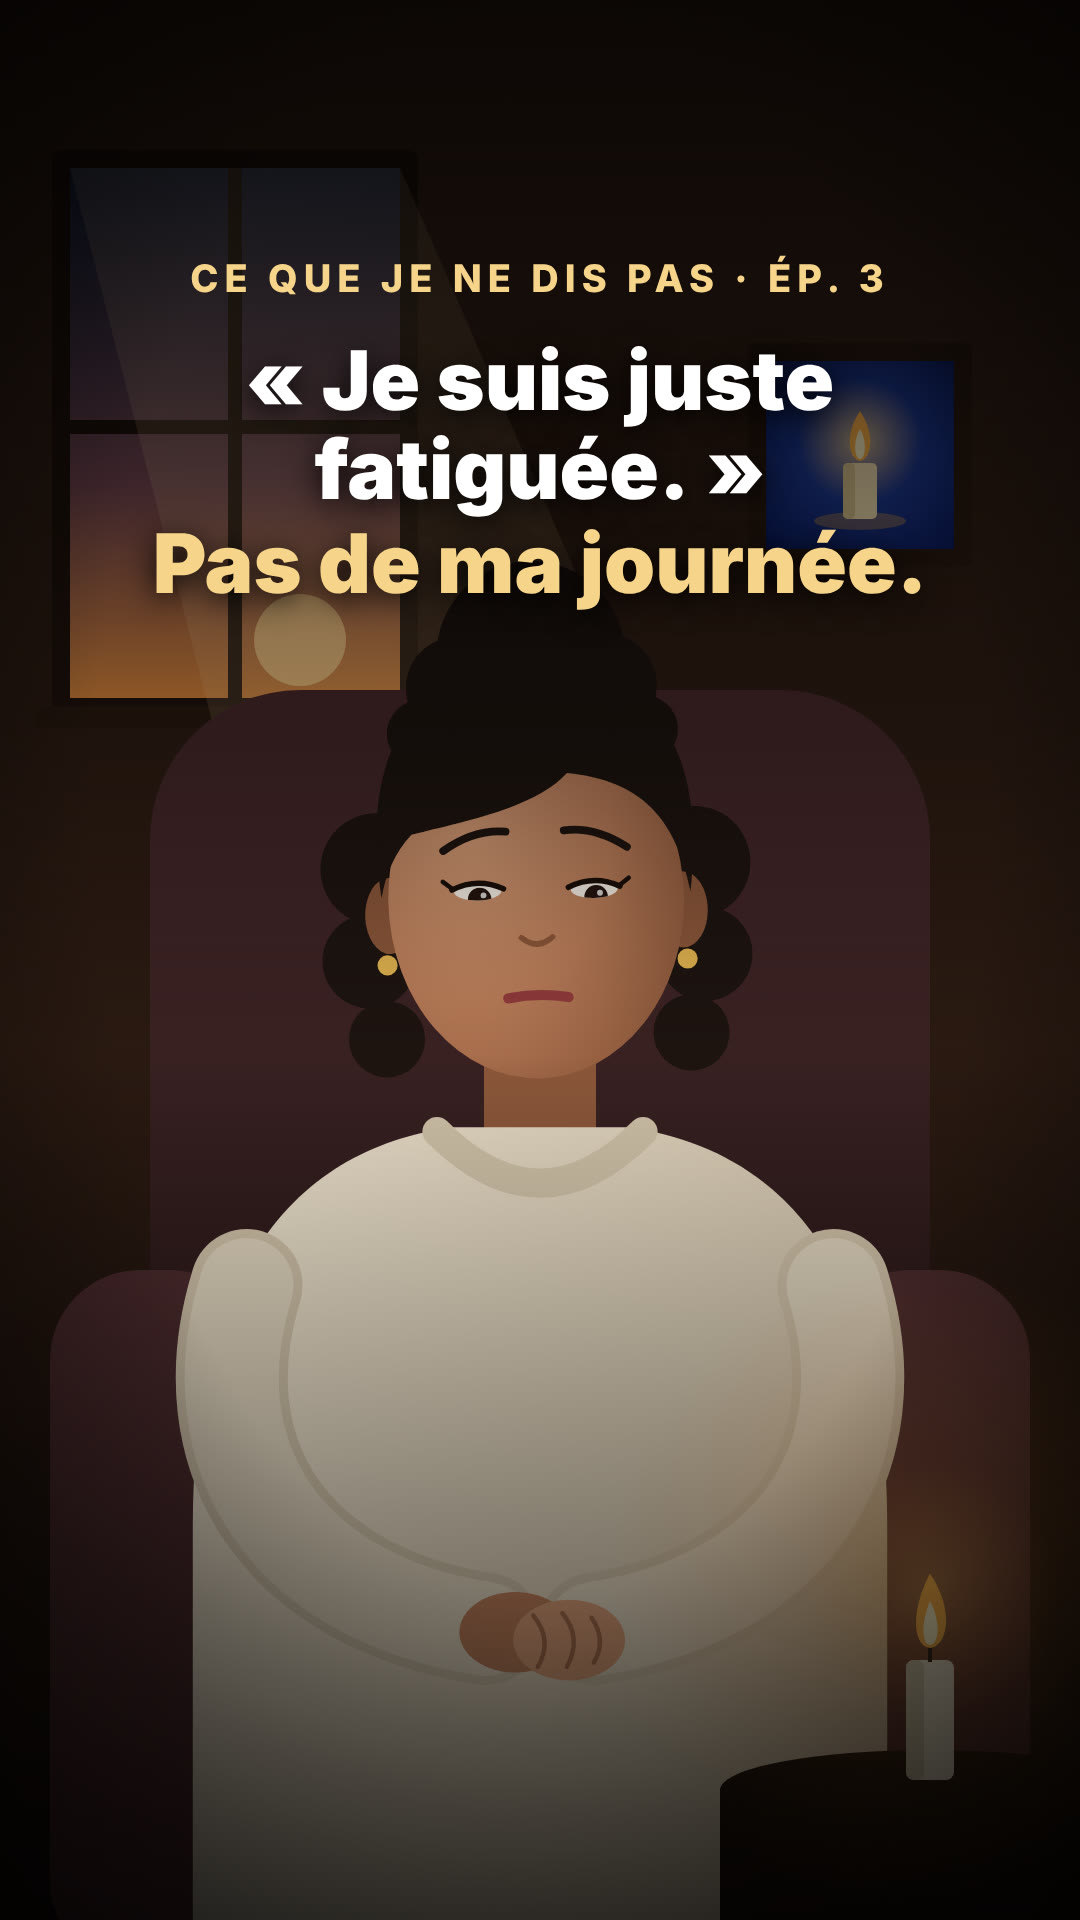 CE QUE JE NE DIS PAS · ÉP. 3
« Je suis juste
fatiguée. »
Pas de ma journée.